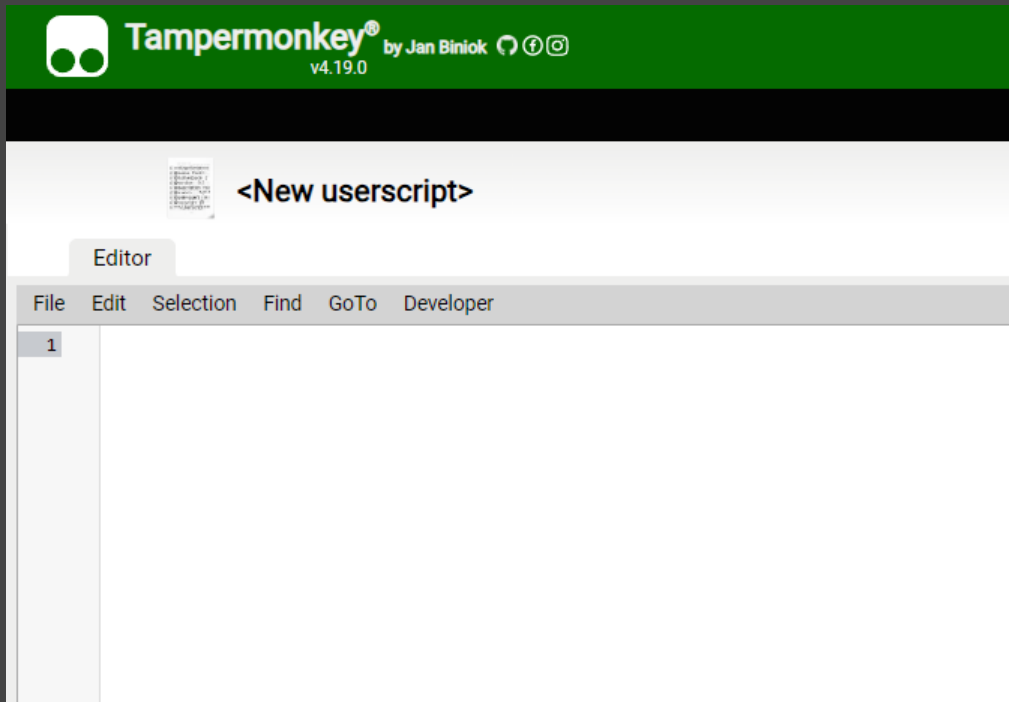 Tampermonkey® by Jan Biniok
v4.19.0
<New userscript>
Editor
File Edit Selection Find GoTo Developer
1